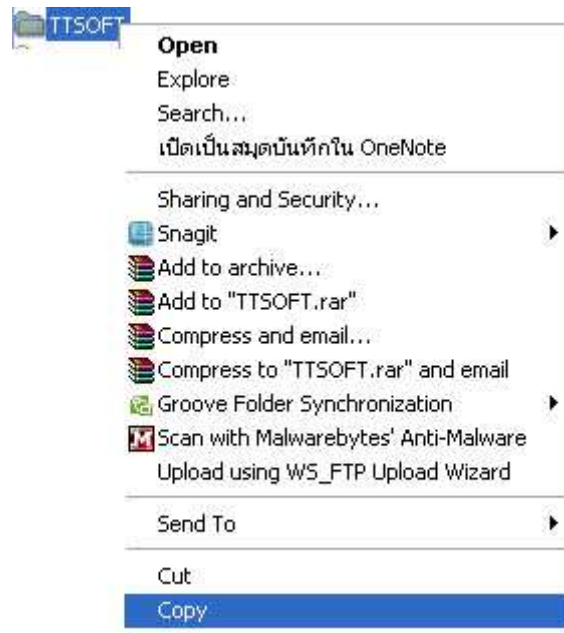 TTSOFT
Open
Explore
Search...
เปิดเป็นสมุดบันทึกใน OneNote
Sharing and Security...
Snagit
Add to archive...
Add to "TTSOFT.rar"
Compress and email...
Compress to "TTSOFT.rar" and email
Groove Folder Synchronization
Scan with Malwarebytes' Anti-Malware
Upload using WS_FTP Upload Wizard
Send To
Cut
Copy